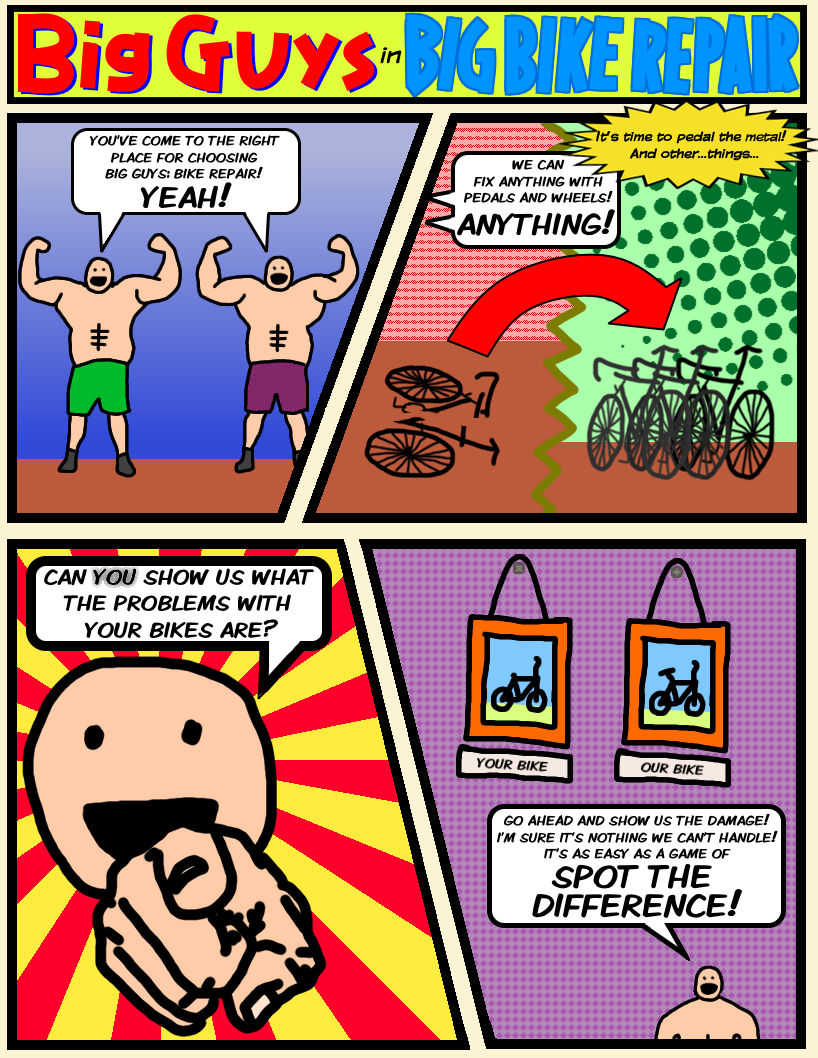 Big Guys in BIG BIKE REPAIR
YOU'VE COME TO THE RIGHT
PLACE FOR CHOOSING
BIG GUYS: BIKE REPAIR!
YEAH!
It's time to pedal the metal!
And other...things...
WE CAN
FIX ANYTHING WITH
PEDALS AND WHEELS!
ANYTHING!
CAN YOU SHOW US WHAT
THE PROBLEMS WITH
YOUR BIKES ARE?
YOUR BIKE
OUR BIKE
GO AHEAD AND SHOW US THE DAMAGE!
I'M SURE IT'S NOTHING WE CAN'T HANDLE!
IT'S AS EASY AS A GAME OF
SPOT THE
DIFFERENCE!